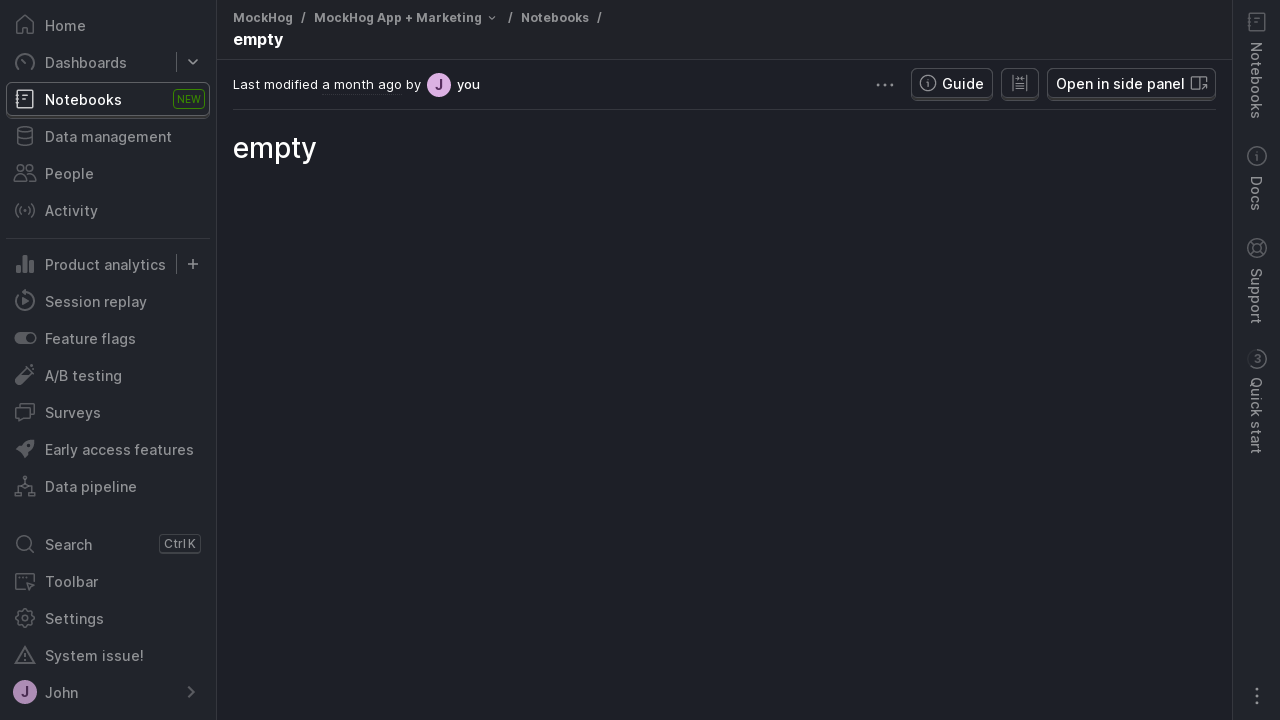 Home
Dashboards
Notebooks NEW
Data management
People
Activity
Product analytics
Session replay
Feature flags
A/B testing
Surveys
Early access features
Data pipeline
Search Ctrl K
Toolbar
Settings
System issue!
J John
MockHog / MockHog App + Marketing / Notebooks /
empty
Last modified a month ago by J you
Guide
Open in side panel
empty
Notebooks
Docs
Support
3 Quick start